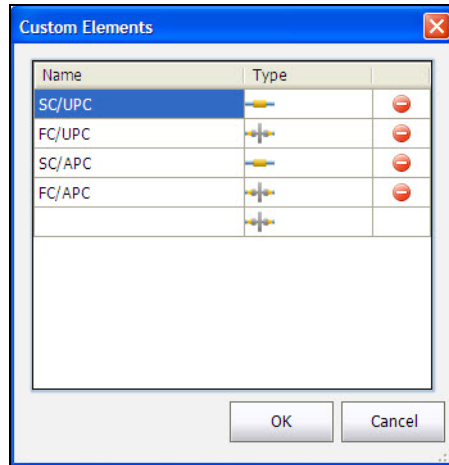 Custom Elements
Name Type
SC/UPC
FC/UPC
SC/APC
FC/APC
OK Cancel